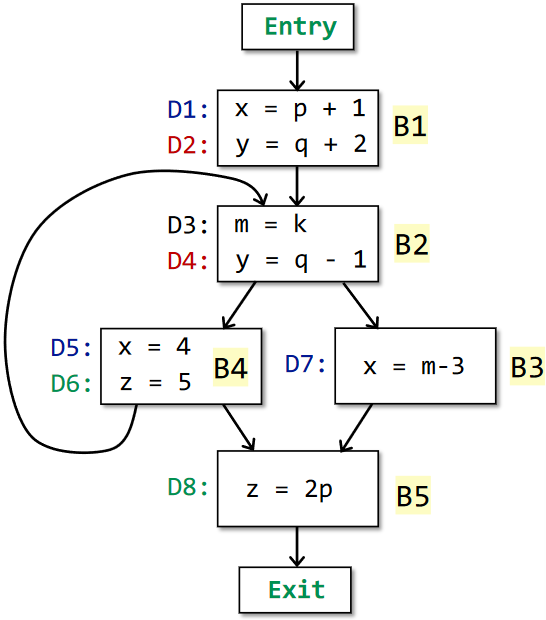 Entry
D1: x = p + 1
D2: y = q + 2
B1
D3: m = k
D4: y = q - 1
B2
D5: x = 4
D6: z = 5
B4
D7: x = m-3
B3
D8: z = 2p
B5
Exit